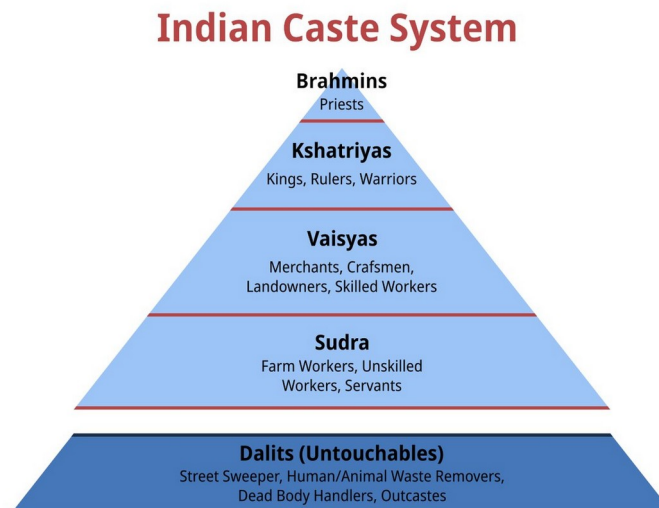 Indian Caste System
Brahmins
Priests
Kshatriyas
Kings, Rulers, Warriors
Vaisyas
Merchants, Crafsmen,
Landowners, Skilled Workers
Sudra
Farm Workers, Unskilled
Workers, Servants
Dalits (Untouchables)
Street Sweeper, Human/Animal Waste Removers,
Dead Body Handlers, Outcastes